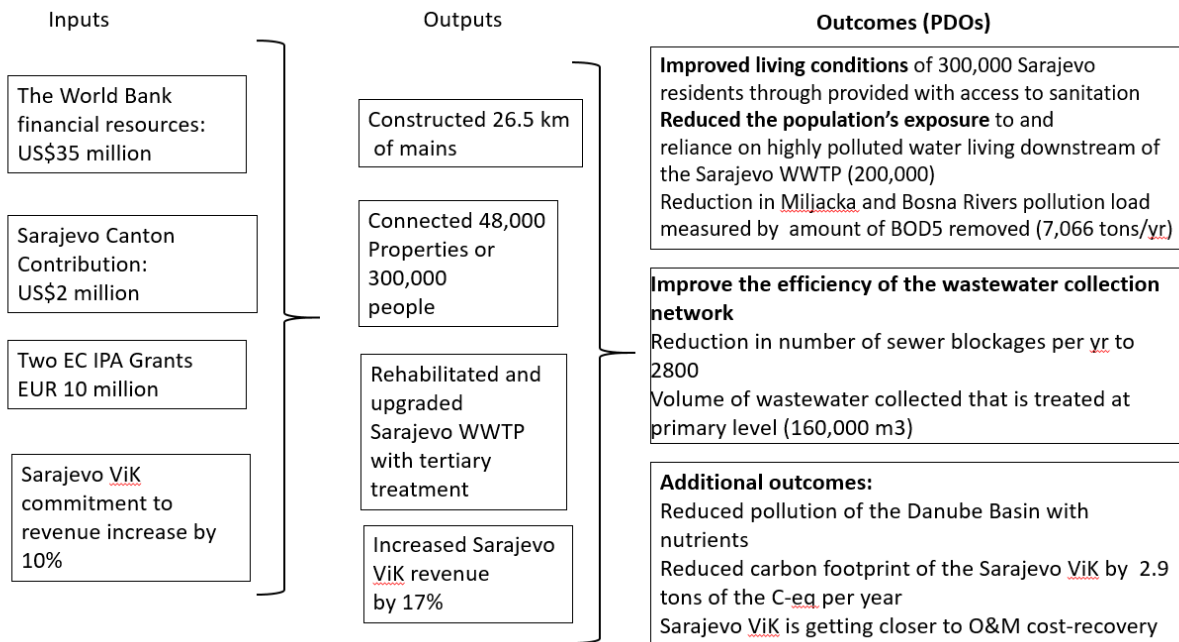 Inputs
The World Bank
financial resources:
US$35 million
Sarajevo Canton
Contribution:
US$2 million
Two EC IPA Grants
EUR 10 million
Sarajevo ViK
commitment to
revenue increase by
10%
Outputs
Constructed 26.5 km
of mains
Connected 48,000
Properties or
300,000
people
Rehabilitated and
upgraded
Sarajevo WWTP
with tertiary
treatment
Increased Sarajevo
ViK revenue
by 17%
Outcomes (PDOs)
Improved living conditions of 300,000 Sarajevo
residents through provided with access to sanitation
Reduced the population’s exposure to and
reliance on highly polluted water living downstream of
the Sarajevo WWTP (200,000)
Reduction in Miljacka and Bosna Rivers pollution load
measured by amount of BOD5 removed (7,066 tons/yr)
Improve the efficiency of the wastewater collection
network
Reduction in number of sewer blockages per yr to
2800
Volume of wastewater collected that is treated at
primary level (160,000 m3)
Additional outcomes:
Reduced pollution of the Danube Basin with
nutrients
Reduced carbon footprint of the Sarajevo ViK by 2.9
tons of the C-eq per year
Sarajevo ViK is getting closer to O&M cost-recovery